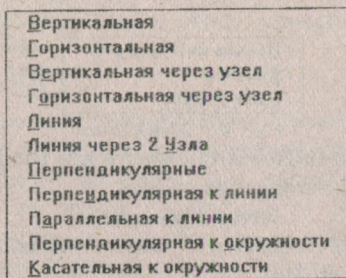 Вертикальная
Горизонтальная
Вертикальная через узел
Горизонтальная через узел
Линия
Линия через 2 Узла
Перпендикулярные
Перпендикулярная к линии
Параллельная к линии
Перпендикулярная к окружности
Касательная к окружности